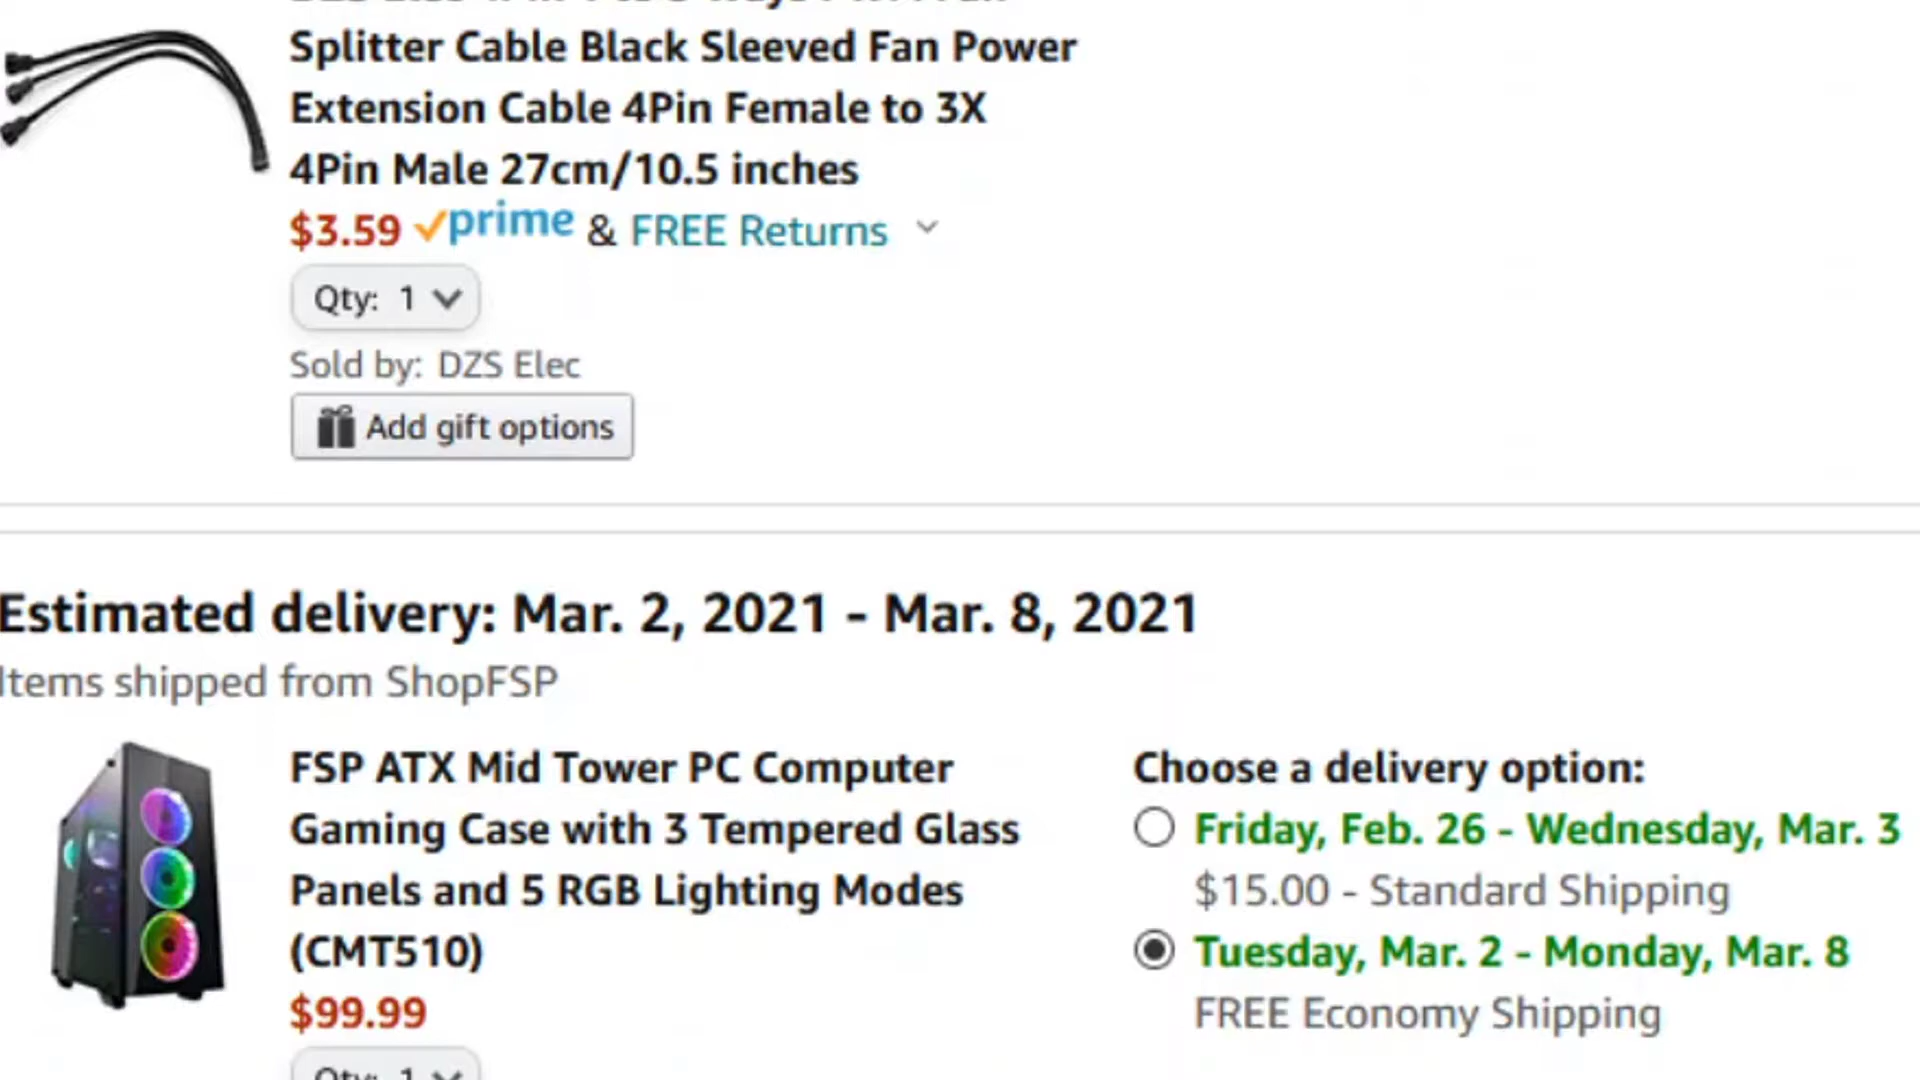 Splitter Cable Black Sleeved Fan Power
Extension Cable 4Pin Female to 3X
4Pin Male 27cm/10.5 inches
$3.59 prime & FREE Returns
Qty: 1
Sold by: DZS Elec
Add gift options
Estimated delivery: Mar. 2, 2021 - Mar. 8, 2021
Items shipped from ShopFSP
FSP ATX Mid Tower PC Computer
Gaming Case with 3 Tempered Glass
Panels and 5 RGB Lighting Modes
(CMT510)
$99.99
Qty: 1
Choose a delivery option:
Friday, Feb. 26 - Wednesday, Mar. 3
$15.00 - Standard Shipping
Tuesday, Mar. 2 - Monday, Mar. 8
FREE Economy Shipping